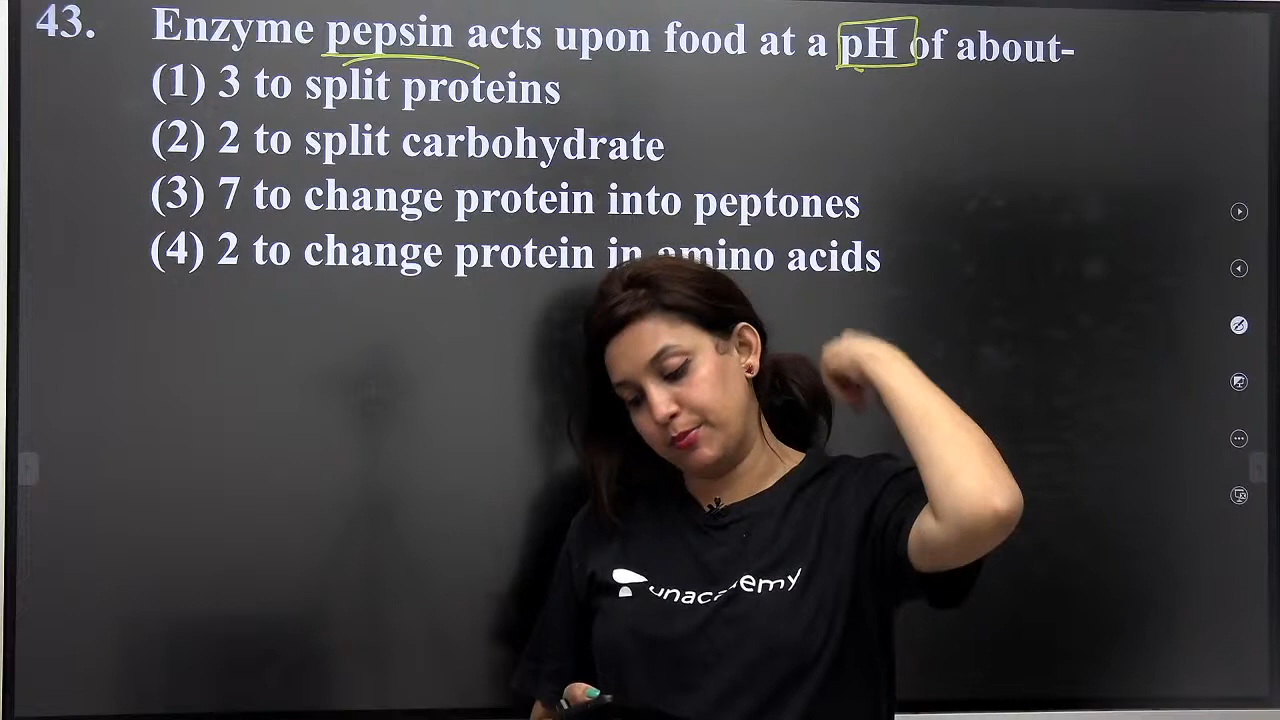 43. Enzyme pepsin acts upon food at a pH of about-
(1) 3 to split proteins
(2) 2 to split carbohydrate
(3) 7 to change protein into peptones
(4) 2 to change protein in amino acids
unacademy